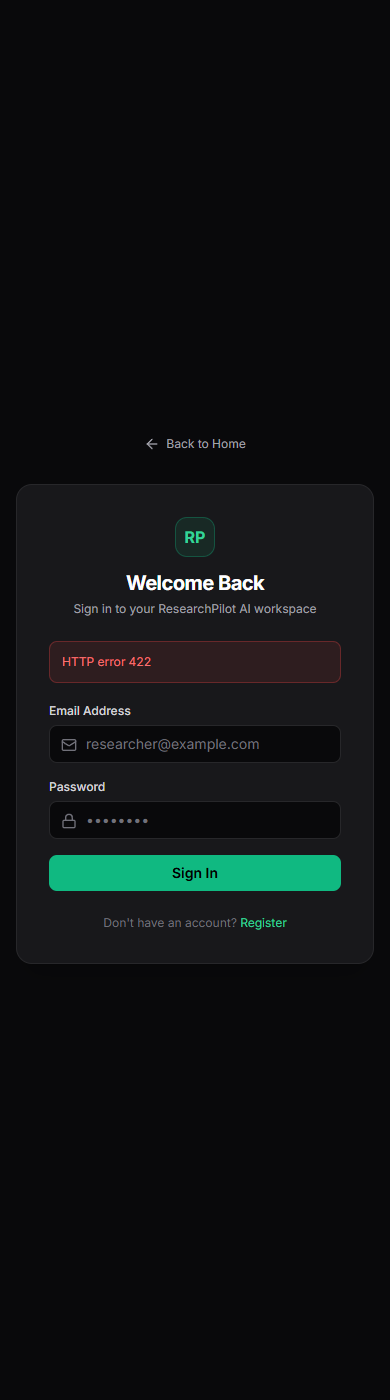 Back to Home
RP
Welcome Back
Sign in to your ResearchPilot AI workspace
HTTP error 422
Email Address
researcher@example.com
Password
••••••••
Sign In
Don't have an account? Register